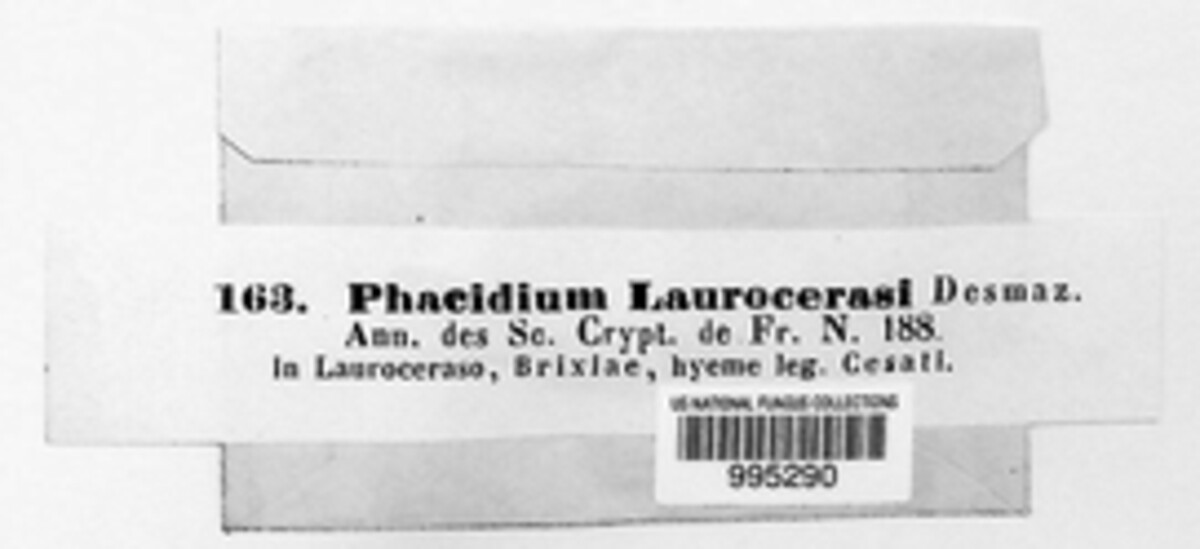 163. Phacidium Laurocerasi Desmaz.
Ann. des Sc. Crypt. de Fr. N. 188.
in Lauroceraso, Brixiae, hyeme leg. Cesati.
US NATIONAL FUNGUS COLLECTIONS
995290